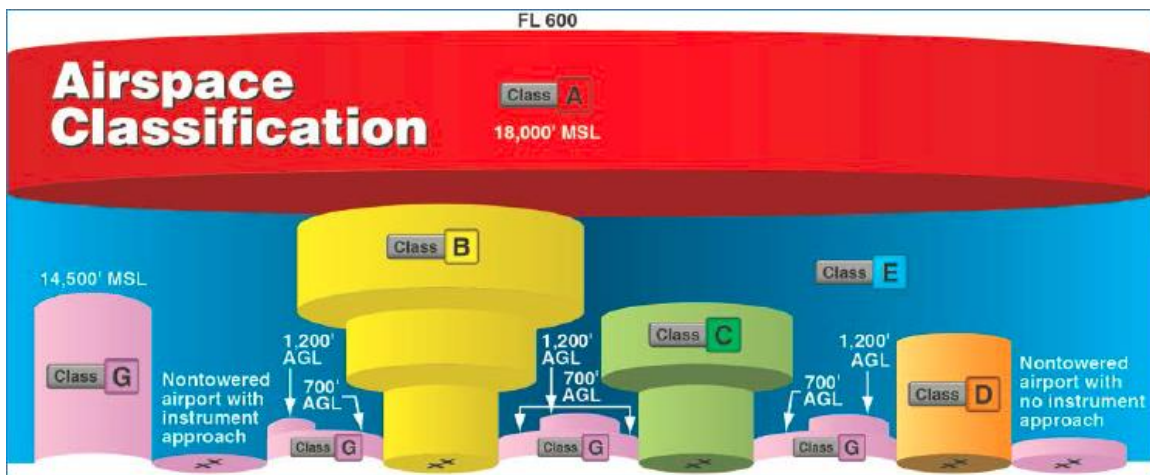 FL 600
Airspace
Classification
Class A
18,000' MSL
Class B
Class E
14,500' MSL
Class C
1,200'
AGL
1,200'
AGL
1,200'
AGL
Class G
Nontowered
airport with
instrument
approach
700'
AGL
700'
AGL
700'
AGL
Class D
Nontowered
airport with
no instrument
approach
Class G
Class G
Class G